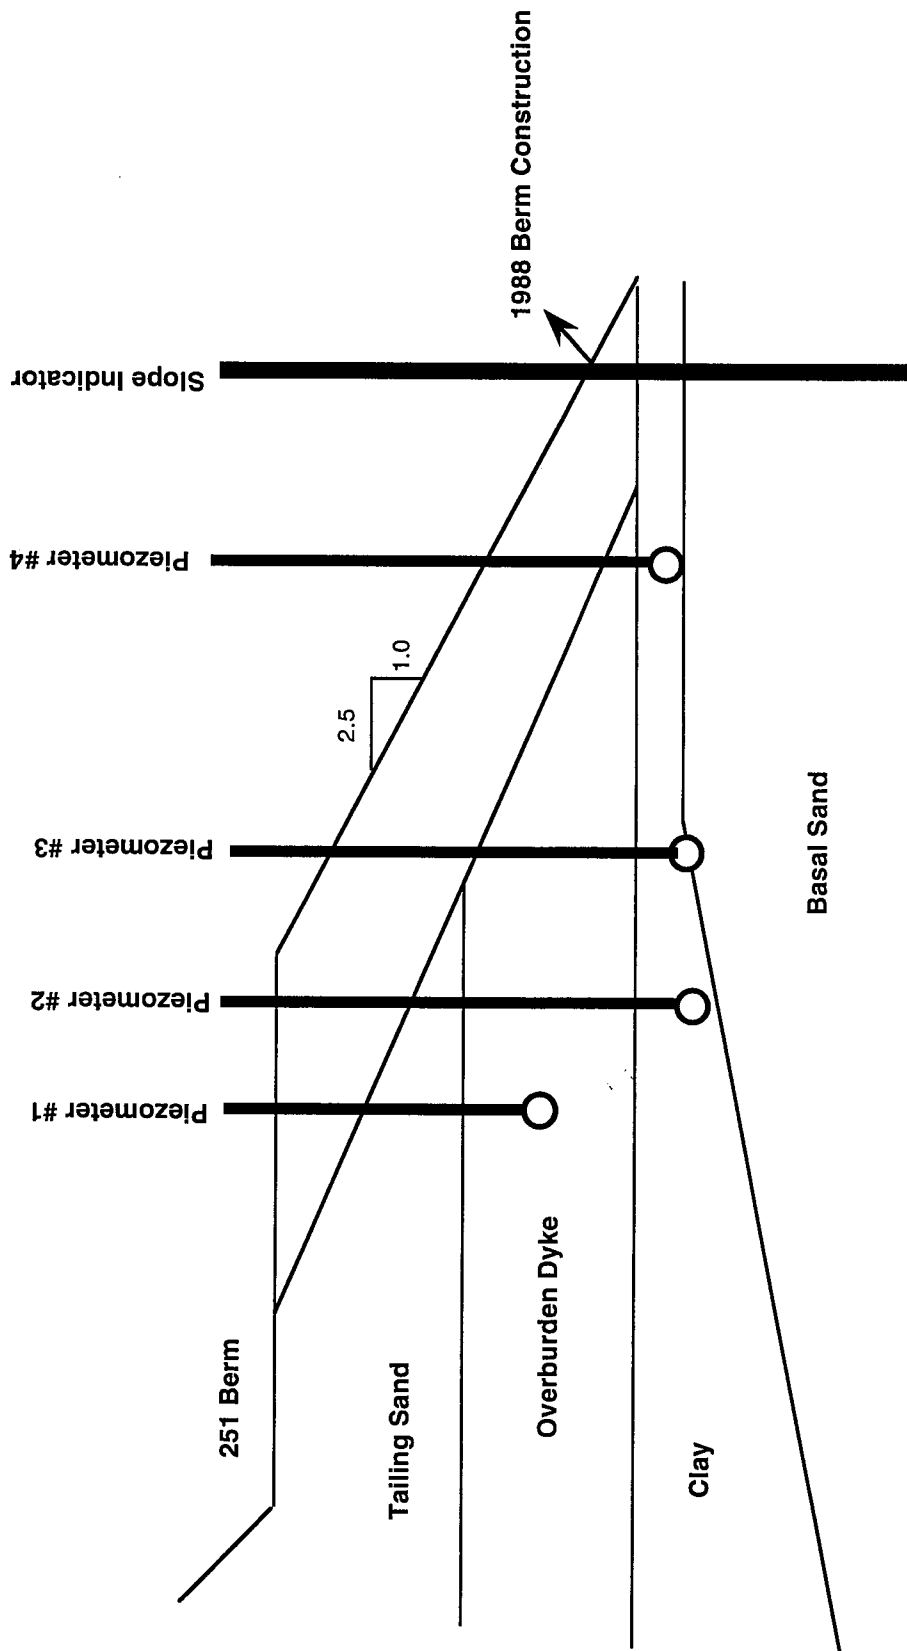 Slope Indicator
Piezometer #4
Piezometer #3
Piezometer #2
Piezometer #1
1988 Berm Construction
2.5
1.0
251 Berm
Tailing Sand
Overburden Dyke
Clay
Basal Sand